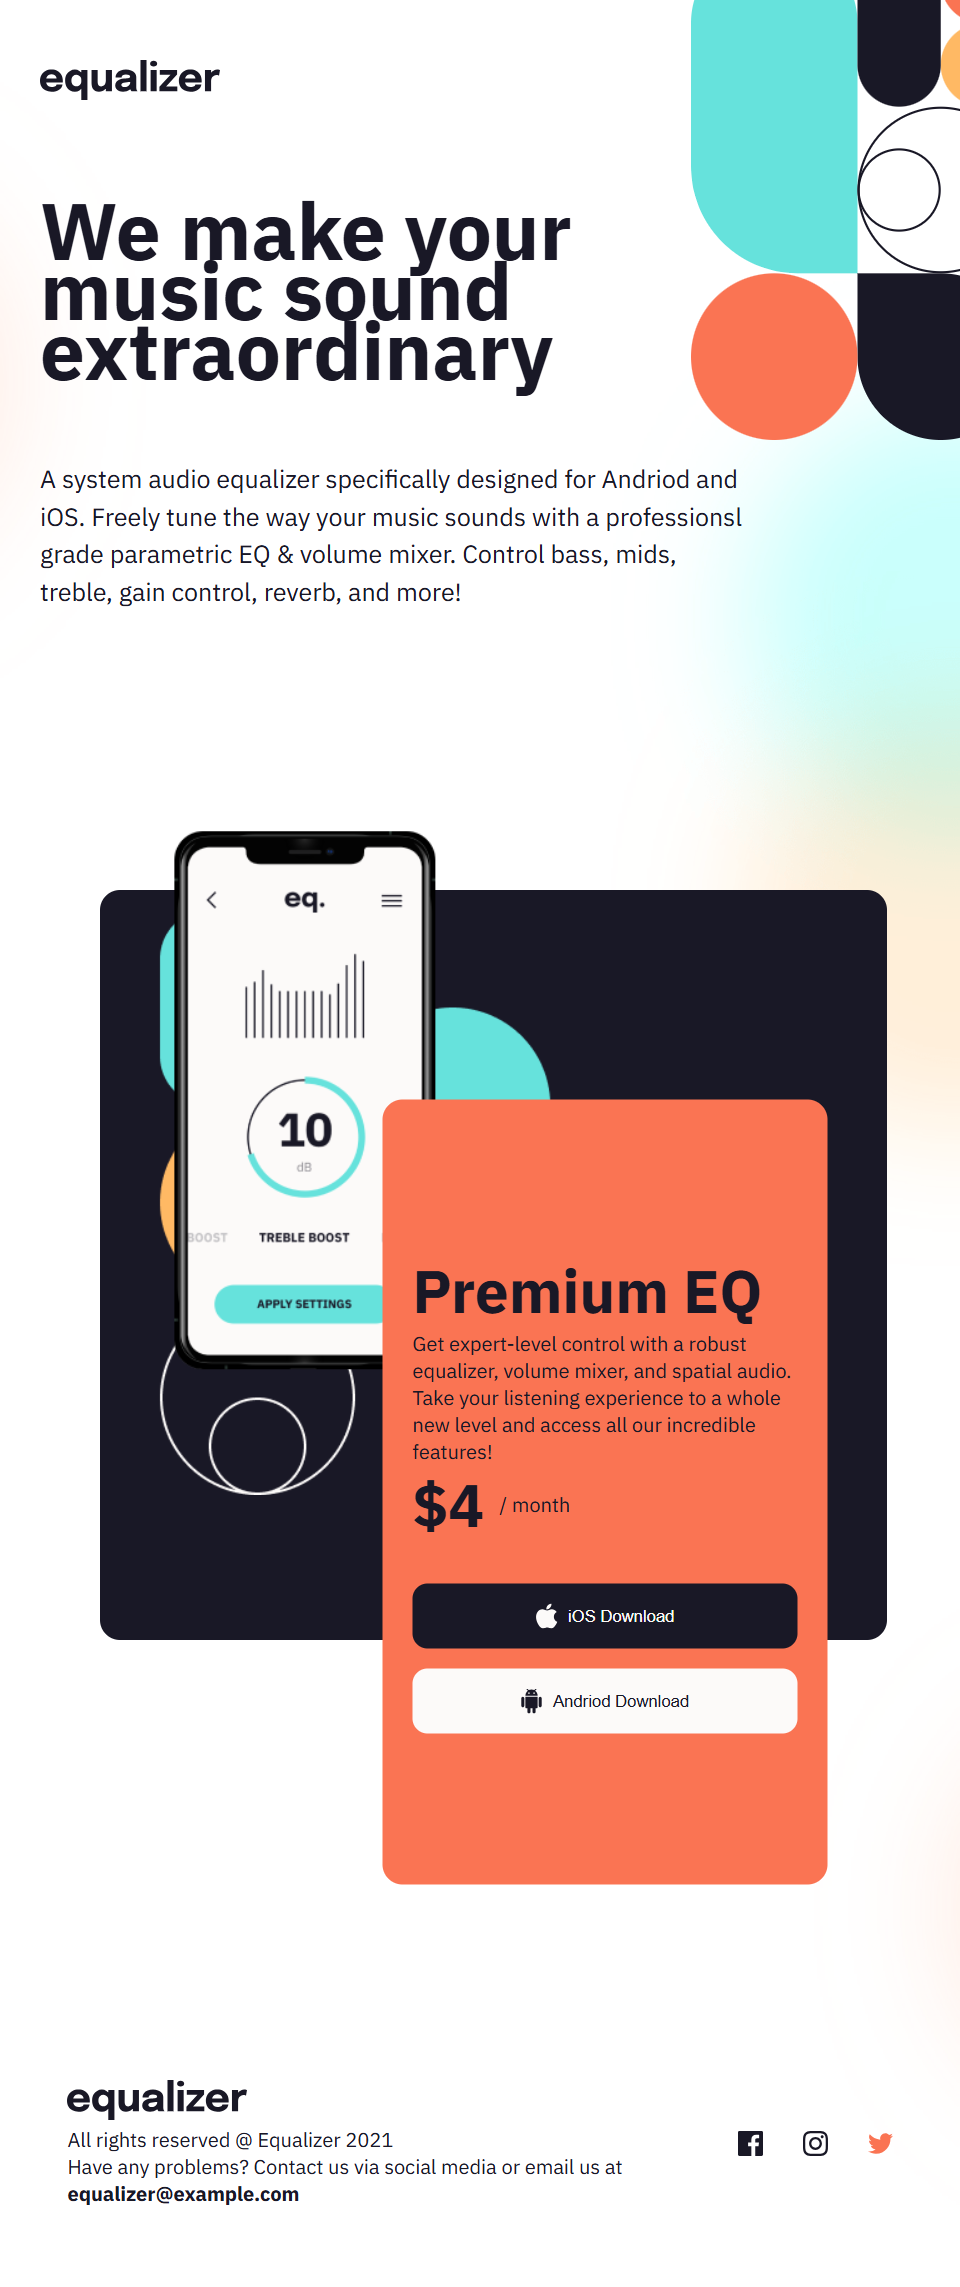 equalizer
We make your
music sound
extraordinary
A system audio equalizer specifically designed for Andriod and
iOS. Freely tune the way your music sounds with a professionsl
grade parametric EQ & volume mixer. Control bass, mids,
treble, gain control, reverb, and more!
eq.
10
dB
BOOST TREBLE BOOST
APPLY SETTINGS
Premium EQ
Get expert-level control with a robust
equalizer, volume mixer, and spatial audio.
Take your listening experience to a whole
new level and access all our incredible
features!
$4 / month
iOS Download
Andriod Download
equalizer
All rights reserved @ Equalizer 2021
Have any problems? Contact us via social media or email us at
equalizer@example.com